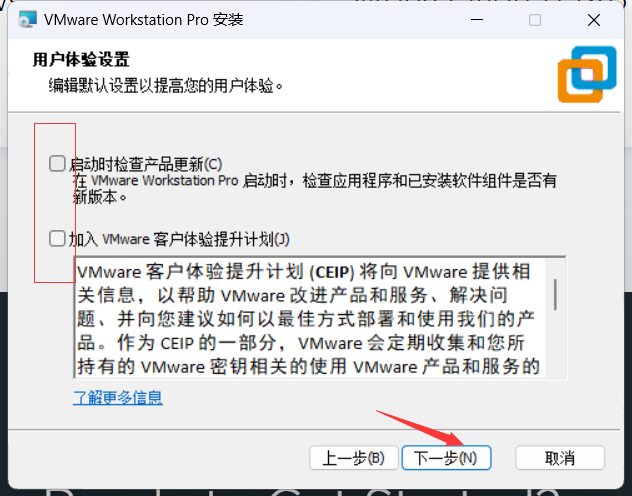 VMware Workstation Pro 安装
用户体验设置
编辑默认设置以提高您的用户体验。
启动时检查产品更新(C)
在 VMware Workstation Pro 启动时，检查应用程序和已安装软件组件是否有
新版本。
加入 VMware 客户体验提升计划(J)
VMware 客户体验提升计划 (CEIP) 将向 VMware 提供相
关信息，以帮助 VMware 改进产品和服务、解决问
题、并向您建议如何以最佳方式部署和使用我们的产
品。作为 CEIP 的一部分，VMware 会定期收集和您所
持有的 VMware 密钥相关的使用 VMware 产品和服务的
了解更多信息
上一步(B)
下一步(N)
取消